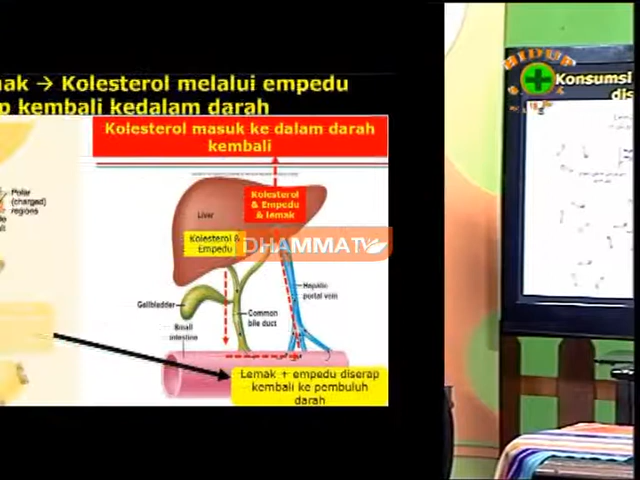 mak → Kolesterol melalui empedu
p kembali kedalam darah
Kolesterol masuk ke dalam darah
kembali
Polar
(charged)
regions
Liver
Kolesterol
& Empedu
& lemak
Kolesterol &
Empedu
DHAMMATV
Hepatic
portal vein
Gallbladder
Common
bile duct
Small
intestine
Lemak + empedu diserap
kembali ke pembuluh
darah
HIDUP
Konsumsi
dis